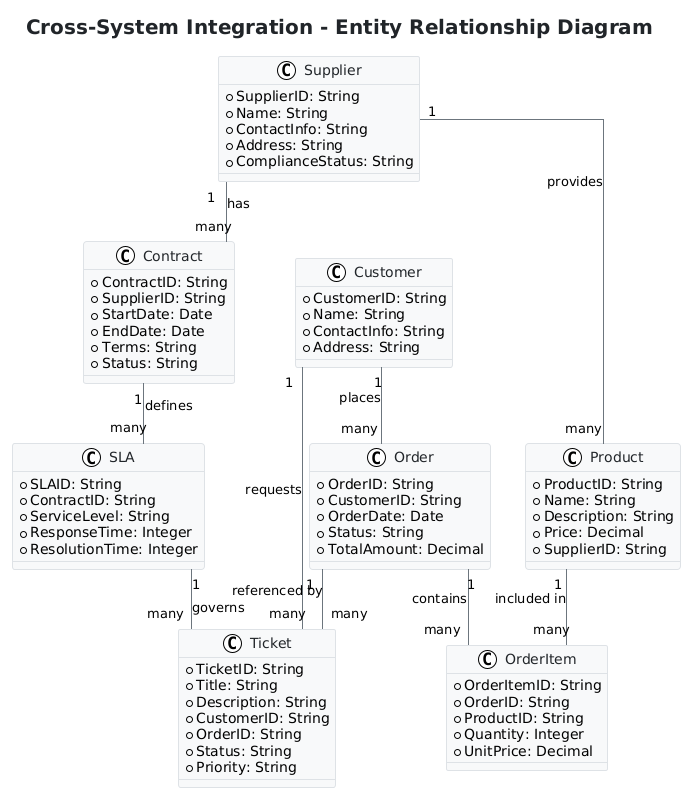 Cross-System Integration - Entity Relationship Diagram
C Supplier
SupplierID: String
Name: String
ContactInfo: String
Address: String
ComplianceStatus: String
1
provides
many
1
has
many
C Contract
ContractID: String
SupplierID: String
StartDate: Date
EndDate: Date
Terms: String
Status: String
C Customer
CustomerID: String
Name: String
ContactInfo: String
Address: String
1
defines
many
1
requests
many
1
places
many
C SLA
SLAID: String
ContractID: String
ServiceLevel: String
ResponseTime: Integer
ResolutionTime: Integer
C Order
OrderID: String
CustomerID: String
OrderDate: Date
Status: String
TotalAmount: Decimal
C Product
ProductID: String
Name: String
Description: String
Price: Decimal
SupplierID: String
1
governs
many
1
referenced by
many
1
contains
many
1
included in
many
C Ticket
TicketID: String
Title: String
Description: String
CustomerID: String
OrderID: String
Status: String
Priority: String
C OrderItem
OrderItemID: String
OrderID: String
ProductID: String
Quantity: Integer
UnitPrice: Decimal